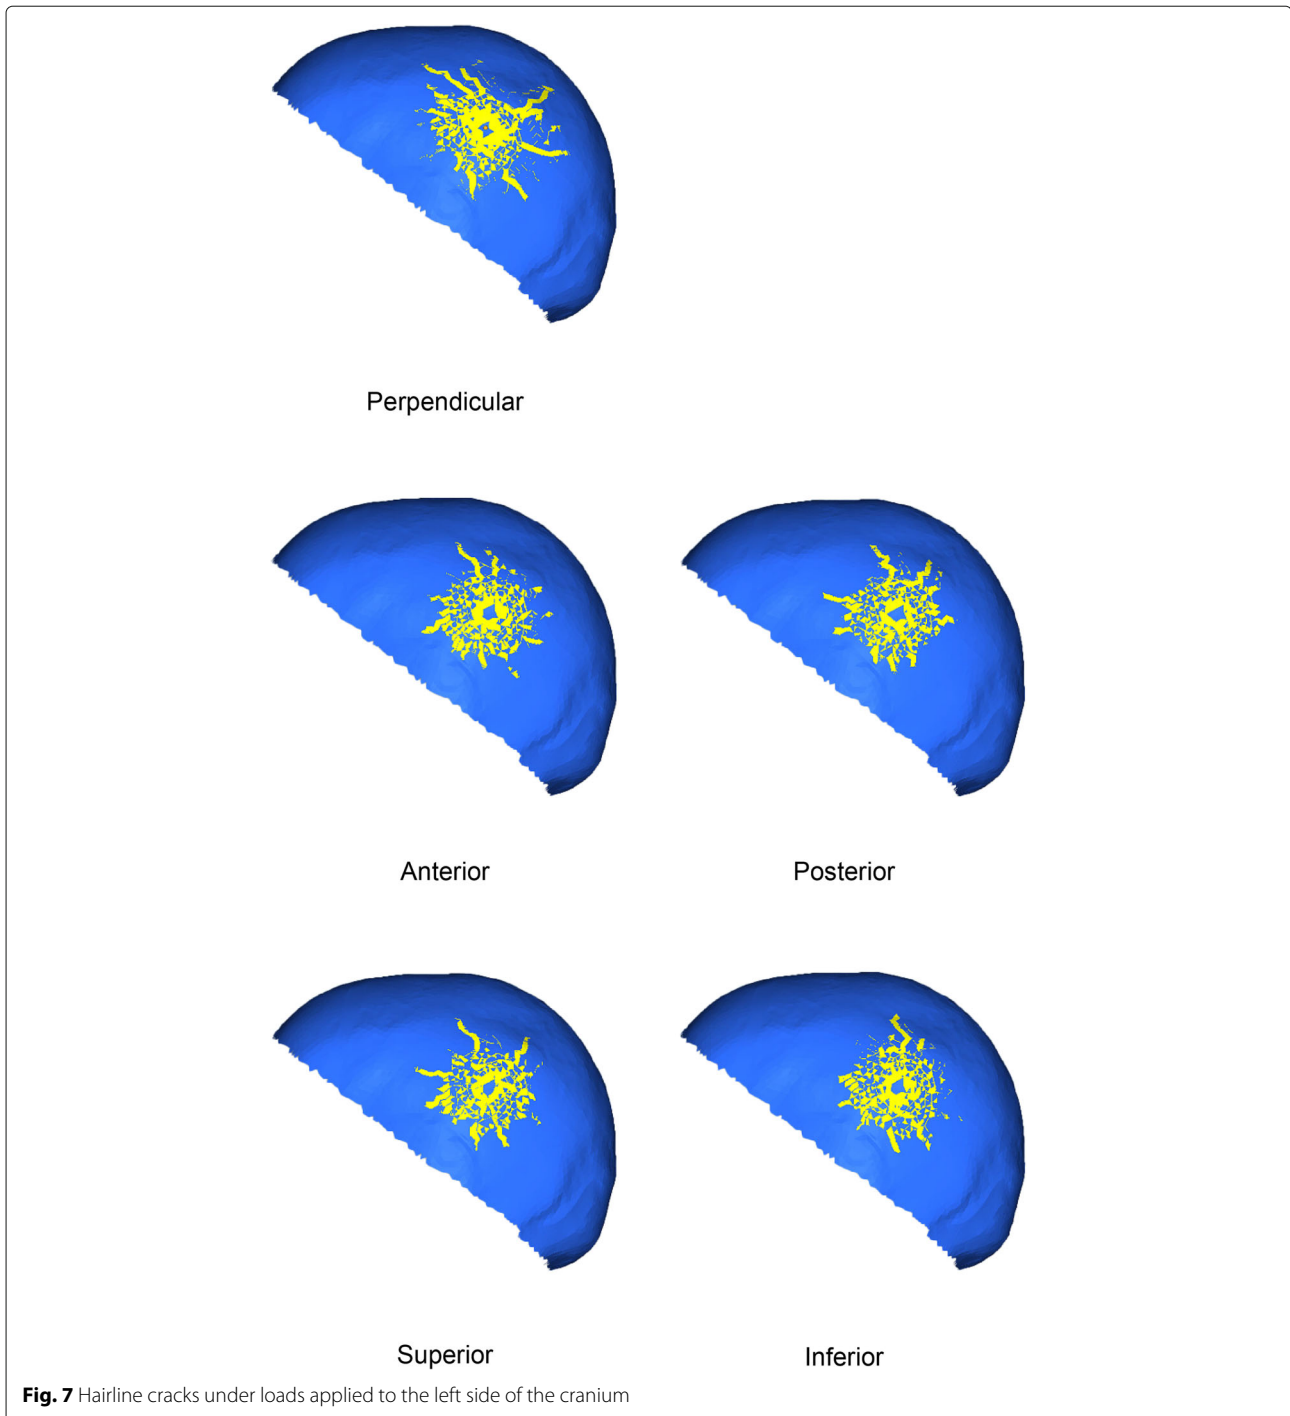 Perpendicular
Anterior
Posterior
Superior
Inferior
Fig. 7 Hairline cracks under loads applied to the left side of the cranium